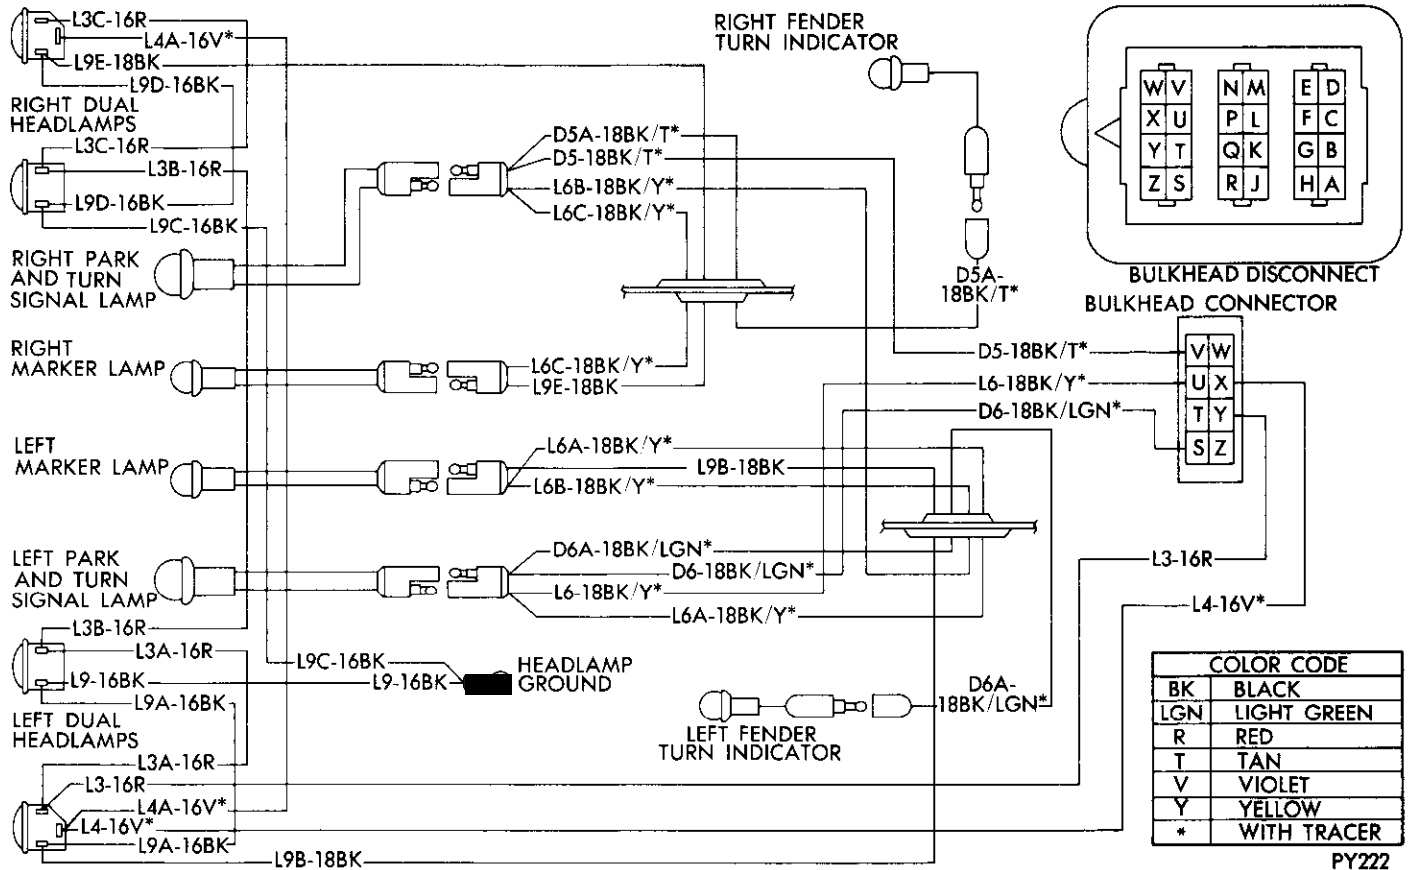 L3C-16R
L4A-16V*
L9E-18BK
L9D-16BK
RIGHT DUAL
HEADLAMPS
L3C-16R
L3B-16R
L9D-16BK
L9C-16BK
RIGHT PARK
AND TURN
SIGNAL LAMP
RIGHT
MARKER LAMP
LEFT
MARKER LAMP
LEFT PARK
AND TURN
SIGNAL LAMP
L3B-16R
L3A-16R
L9-16BK
L9A-16BK
LEFT DUAL
HEADLAMPS
L3A-16R
L3-16R
L4A-16V*
L4-16V*
L9A-16BK
L9B-18BK
D5A-18BK/T*
D5-18BK/T*
L6B-18BK/Y*
L6C-18BK/Y*
L6C-18BK/Y*
L9E-18BK
L6A-18BK/Y*
L9B-18BK
L6B-18BK/Y*
D6A-18BK/LGN*
D6-18BK/LGN*
L6-18BK/Y*
L6A-18BK/Y*
L9C-16BK
L9-16BK
HEADLAMP
GROUND
RIGHT FENDER
TURN INDICATOR
D5A-
18BK/T*
D6A-
18BK/LGN*
LEFT FENDER
TURN INDICATOR
W V N M E D
X U P L F C
Y T Q K G B
Z S R J H A
BULKHEAD DISCONNECT
BULKHEAD CONNECTOR
D5-18BK/T*
L6-18BK/Y*
D6-18BK/LGN*
V W
U X
T Y
S Z
L3-16R
L4-16V*
COLOR CODE
BK BLACK
LGN LIGHT GREEN
R RED
T TAN
V VIOLET
Y YELLOW
* WITH TRACER
PY222